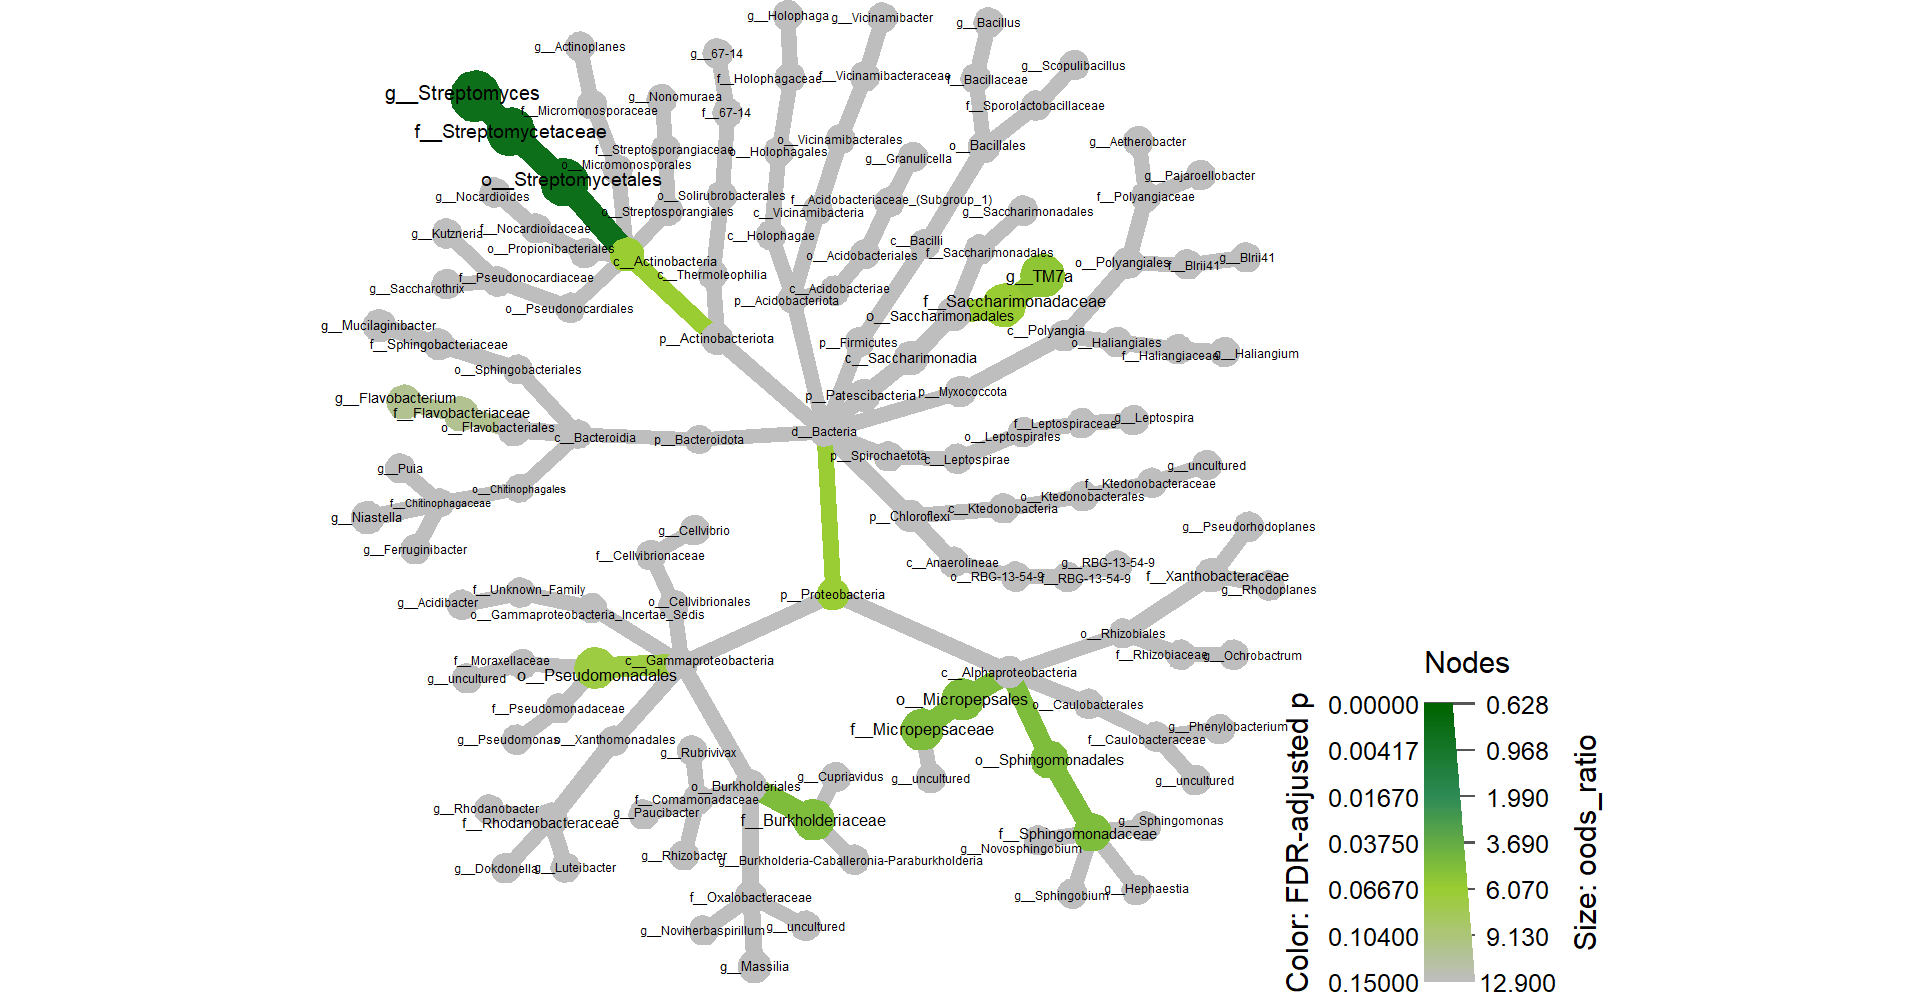 g__Holophaga
g__Vicinamibacter
g__Bacillus
g__Actinoplanes
g__67-14
g__Scopulibacillus
f__Holophagaceae
f__Vicinamibacteraceae
f__Bacillaceae
g__Streptomyces
g__Nonomuraea
f__Micromonosporaceae
f__67-14
f__Sporolactobacillaceae
f__Streptomycetaceae
o__Vicinamibacterales
g__Aetherobacter
f__Streptosporangiaceae
o__Holophagales
o__Bacillales
g__Granulicella
o__Micromonosporales
g__Pajaroellobacter
o__Streptomycetales
g__Nocardioides
o__Solirubrobacterales
f__Acidobacteriaceae_(Subgroup_1)
f__Polyangiaceae
o__Streptosporangiales
c__Vicinamibacteria
g__Saccharimonadales
g__Kutzneria
f__Nocardioidaceae
c__Holophagae
c__Bacilli
o__Propionibacteriales
o__Acidobacteriales
f__Saccharimonadales
c__Actinobacteria
o__Polyangiales
f__BIrii41
g__BIrii41
c__Thermoleophilia
g__TM7a
f__Pseudonocardiaceae
g__Saccharothrix
c__Acidobacteriae
p__Acidobacteriota
f__Saccharimonadaceae
o__Pseudonocardiales
o__Saccharimonadales
g__Mucilaginibacter
c__Polyangia
p__Actinobacteriota
f__Sphingobacteriaceae
p__Firmicutes
o__Haliangiales
c__Saccharimonadia
f__Haliangiaceae
g__Haliangium
o__Sphingobacteriales
p__Patescibacteria
p__Myxococcota
g__Flavobacterium
f__Flavobacteriaceae
o__Flavobacteriales
c__Bacteroidia
p__Bacteroidota
d__Bacteria
f__Leptospiraceae
g__Leptospira
o__Leptospirales
p__Spirochaetota
c__Leptospirae
g__Puia
g__uncultured
o__Chitinophagales
f__Ktedonobacteraceae
f__Chitinophagaceae
o__Ktedonobacterales
g__Niastella
p__Chloroflexi
c__Ktedonobacteria
g__Cellvibrio
g__Pseudorhodoplanes
g__Ferruginibacter
f__Cellvibrionaceae
c__Anaerolineae
g__RBG-13-54-9
o__RBG-13-54-9
f__RBG-13-54-9
f__Xanthobacteraceae
f__Unknown_Family
g__Rhodoplanes
g__Acidibacter
o__Cellvibrionales
p__Proteobacteria
o__Gammaproteobacteria_Incertae_Sedis
o__Rhizobiales
f__Moraxellaceae
c__Gammaproteobacteria
f__Rhizobiaceae
g__Ochrobactrum
g__uncultured
o__Pseudomonadales
c__Alphaproteobacteria
Nodes
f__Pseudomonadaceae
o__Micropepsales
o__Caulobacterales
g__Pseudomonas
o__Xanthomonadales
f__Micropepsaceae
g__Phenylobacterium
f__Caulobacteraceae
g__Rubrivivax
o__Sphingomonadales
g__Cupriavidus
g__uncultured
g__uncultured
o__Burkholderiales
f__Comamonadaceae
g__Rhodanobacter
g__Paucibacter
f__Rhodanobacteraceae
f__Burkholderiaceae
g__Sphingomonas
f__Sphingomonadaceae
g__Novosphingobium
g__Rhizobacter
g__Burkholderia-Caballeronia-Paraburkholderia
g__Dokdonella
g__Luteibacter
g__Sphingobium
g__Hephaestia
f__Oxalobacteraceae
g__Noviherbaspirillum
g__uncultured
g__Massilia
Color: FDR-adjusted p
0.00000
0.00417
0.01670
0.03750
0.06670
0.10400
0.15000
0.628
0.968
1.990
3.690
6.070
9.130
12.900
Size: oods_ratio